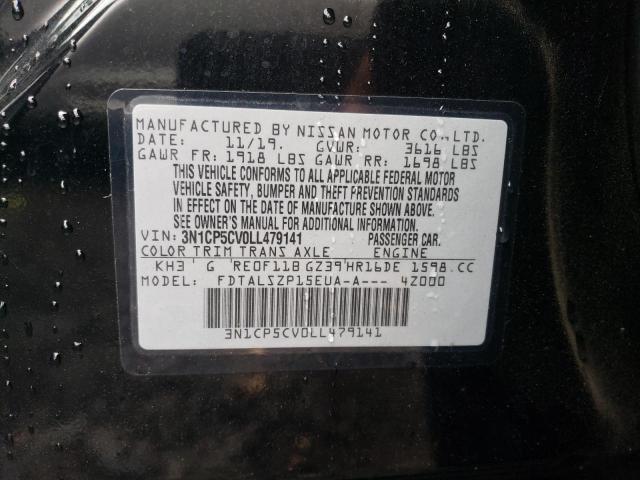 MANUFACTURED BY NISSAN MOTOR CO.,LTD.
DATE: 11/19. GVWR: 3616 LBS
GAWR FR: 1918 LBS GAWR RR: 1698 LBS
THIS VEHICLE CONFORMS TO ALL APPLICABLE FEDERAL MOTOR
VEHICLE SAFETY, BUMPER AND THEFT PREVENTION STANDARDS
IN EFFECT ON THE DATE OF MANUFACTURE SHOWN ABOVE.
SEE OWNER'S MANUAL FOR ADDITIONAL INFORMATION.
VIN: 3N1CP5CV0LL479141 PASSENGER CAR.
COLOR TRIM TRANS AXLE ENGINE
KH3' G 'RE0F11B GZ39'HR16DE 1598.CC
MODEL: FDTALSZP15EUA-A--- 4Z000
3N1CP5CV0LL479141